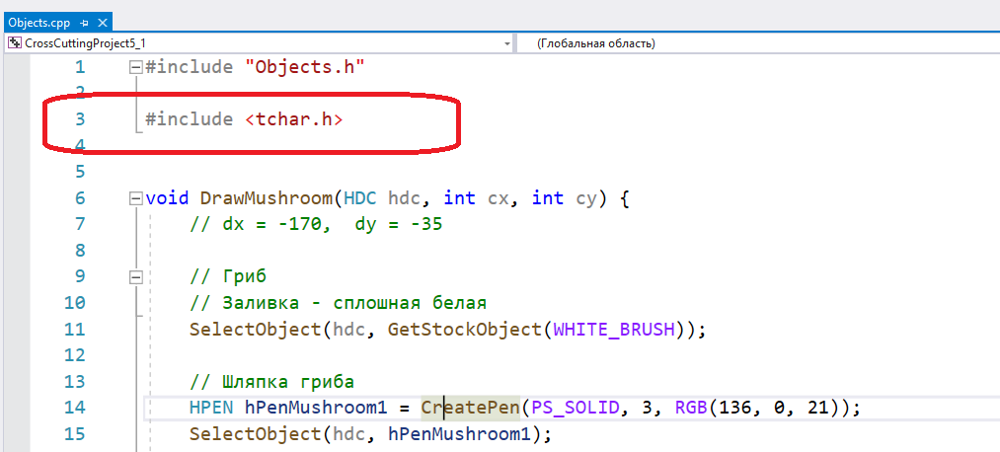 Objects.cpp
CrossCuttingProject5_1 (Глобальная область)
1 #include "Objects.h"
2
3 #include <tchar.h>
4
5
6 void DrawMushroom(HDC hdc, int cx, int cy) {
7 // dx = -170,  dy = -35
8
9 // Гриб
10 // Заливка - сплошная белая
11 SelectObject(hdc, GetStockObject(WHITE_BRUSH));
12
13 // Шляпка гриба
14 HPEN hPenMushroom1 = CreatePen(PS_SOLID, 3, RGB(136, 0, 21));
15 SelectObject(hdc, hPenMushroom1);